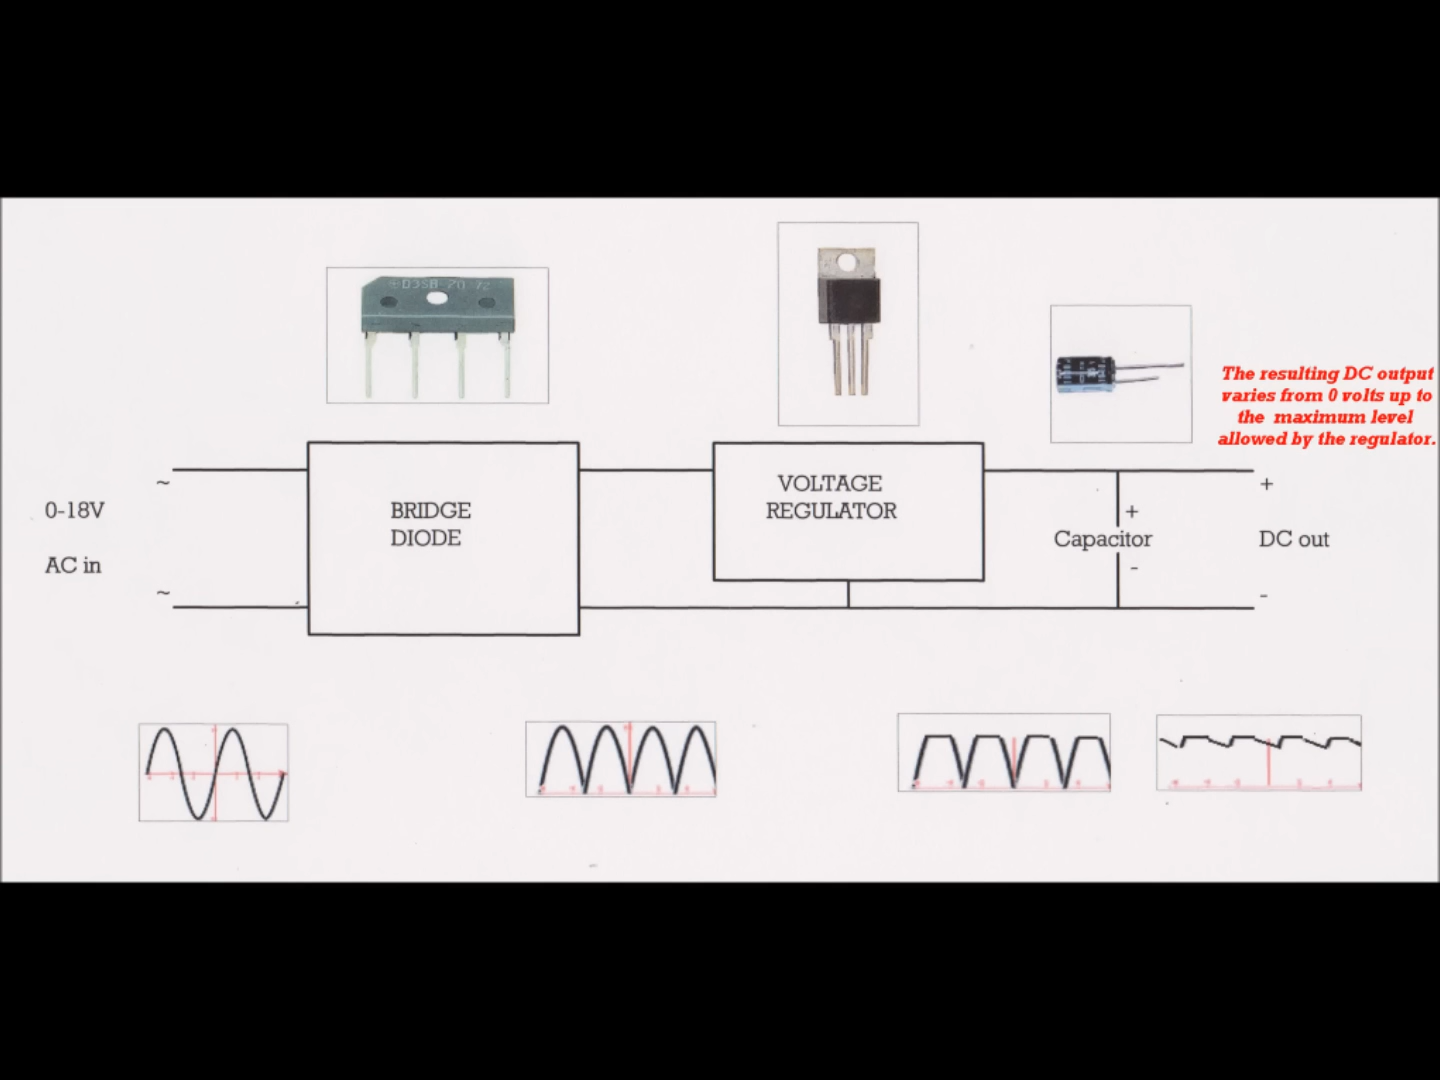 The resulting DC output
varies from 0 volts up to
the maximum level
allowed by the regulator.
~
0-18V
AC in
~
BRIDGE
DIODE
VOLTAGE
REGULATOR
+
Capacitor
-
+
DC out
-